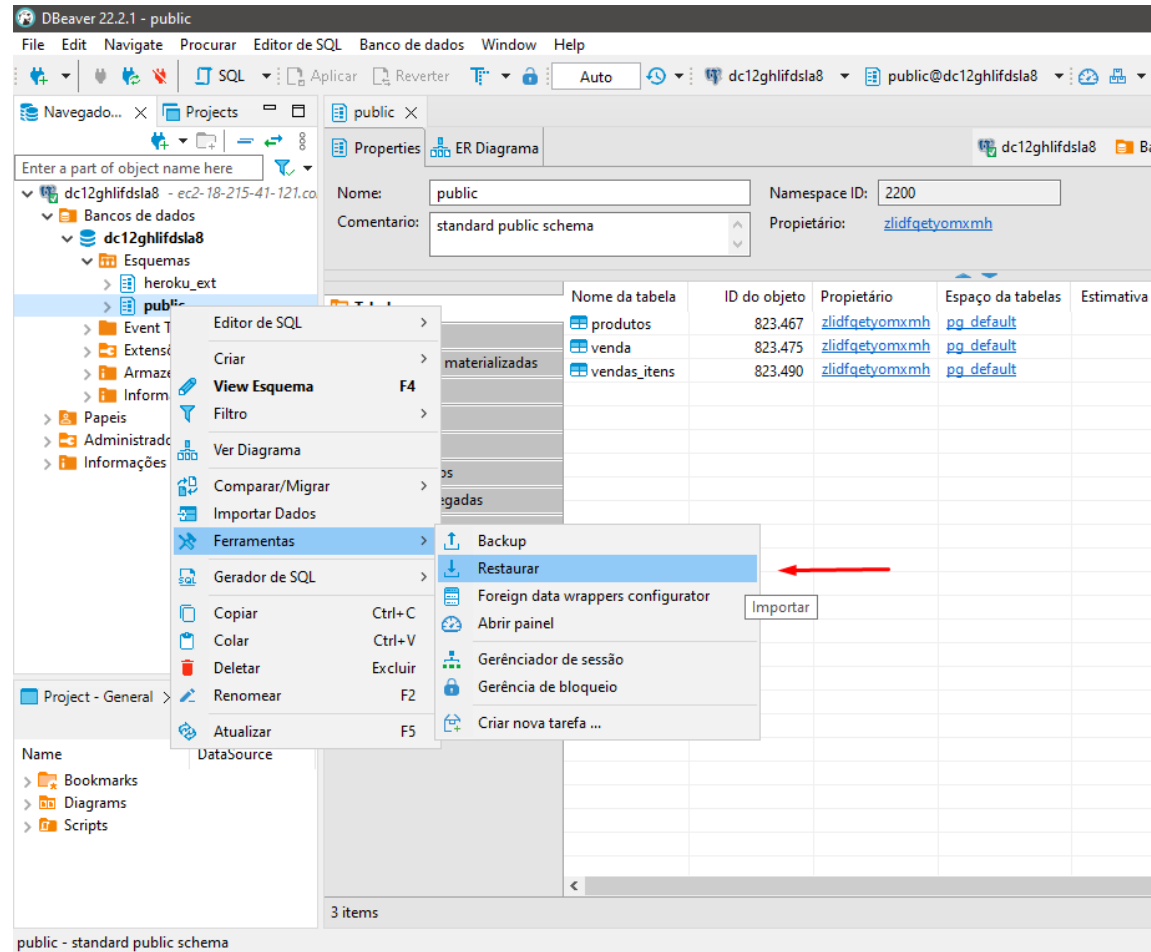 DBeaver 22.2.1 - public
File Edit Navigate Procurar Editor de SQL Banco de dados Window Help
SQL Aplicar Reverter Auto dc12ghlifdsla8 public@dc12ghlifdsla8
Navegado... Projects
Enter a part of object name here
dc12ghlifdsla8 - ec2-18-215-41-121.co
Bancos de dados
dc12ghlifdsla8
Esquemas
heroku_ext
public
Event T
Extensõ
Armaze
Inform
Papeis
Administrado
Informações
public
Properties ER Diagrama dc12ghlifdsla8 Ba
Nome: public Namespace ID: 2200
Comentario: standard public schema Propietário: zlidfqetyomxmh
Nome da tabela ID do objeto Propietário Espaço da tabelas Estimativa
produtos 823.467 zlidfqetyomxmh pg_default
venda 823.475 zlidfqetyomxmh pg_default
vendas_itens 823.490 zlidfqetyomxmh pg_default
materializadas
os
egadas
Editor de SQL
Criar
View Esquema F4
Filtro
Ver Diagrama
Comparar/Migrar
Importar Dados
Ferramentas
Gerador de SQL
Copiar Ctrl+C
Colar Ctrl+V
Deletar Excluir
Renomear F2
Atualizar F5
Backup
Restaurar
Foreign data wrappers configurator
Abrir painel
Gerênciador de sessão
Gerência de bloqueio
Criar nova tarefa ...
Importar
Project - General
Name DataSource
Bookmarks
Diagrams
Scripts
3 items
public - standard public schema